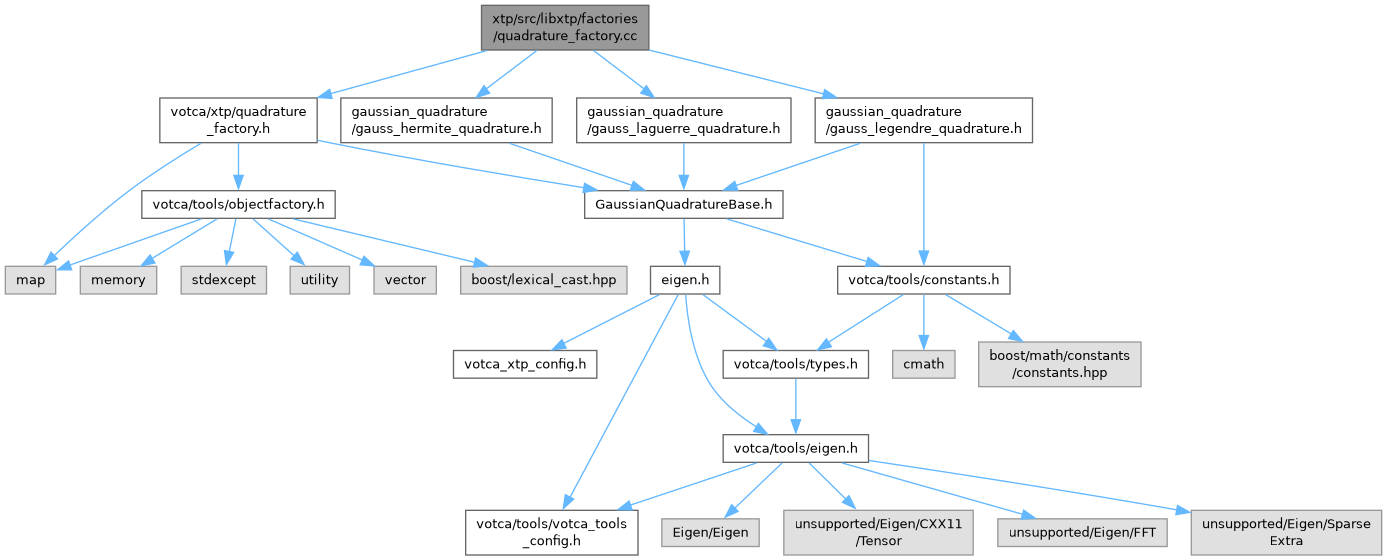 xtp/src/libxtp/factories
/quadrature_factory.cc
votca/xtp/quadrature
_factory.h
gaussian_quadrature
/gauss_hermite_quadrature.h
gaussian_quadrature
/gauss_laguerre_quadrature.h
gaussian_quadrature
/gauss_legendre_quadrature.h
votca/tools/objectfactory.h
GaussianQuadratureBase.h
map
memory
stdexcept
utility
vector
boost/lexical_cast.hpp
eigen.h
votca/tools/constants.h
votca_xtp_config.h
votca/tools/types.h
cmath
boost/math/constants
/constants.hpp
votca/tools/eigen.h
votca/tools/votca_tools
_config.h
Eigen/Eigen
unsupported/Eigen/CXX11
/Tensor
unsupported/Eigen/FFT
unsupported/Eigen/Sparse
Extra